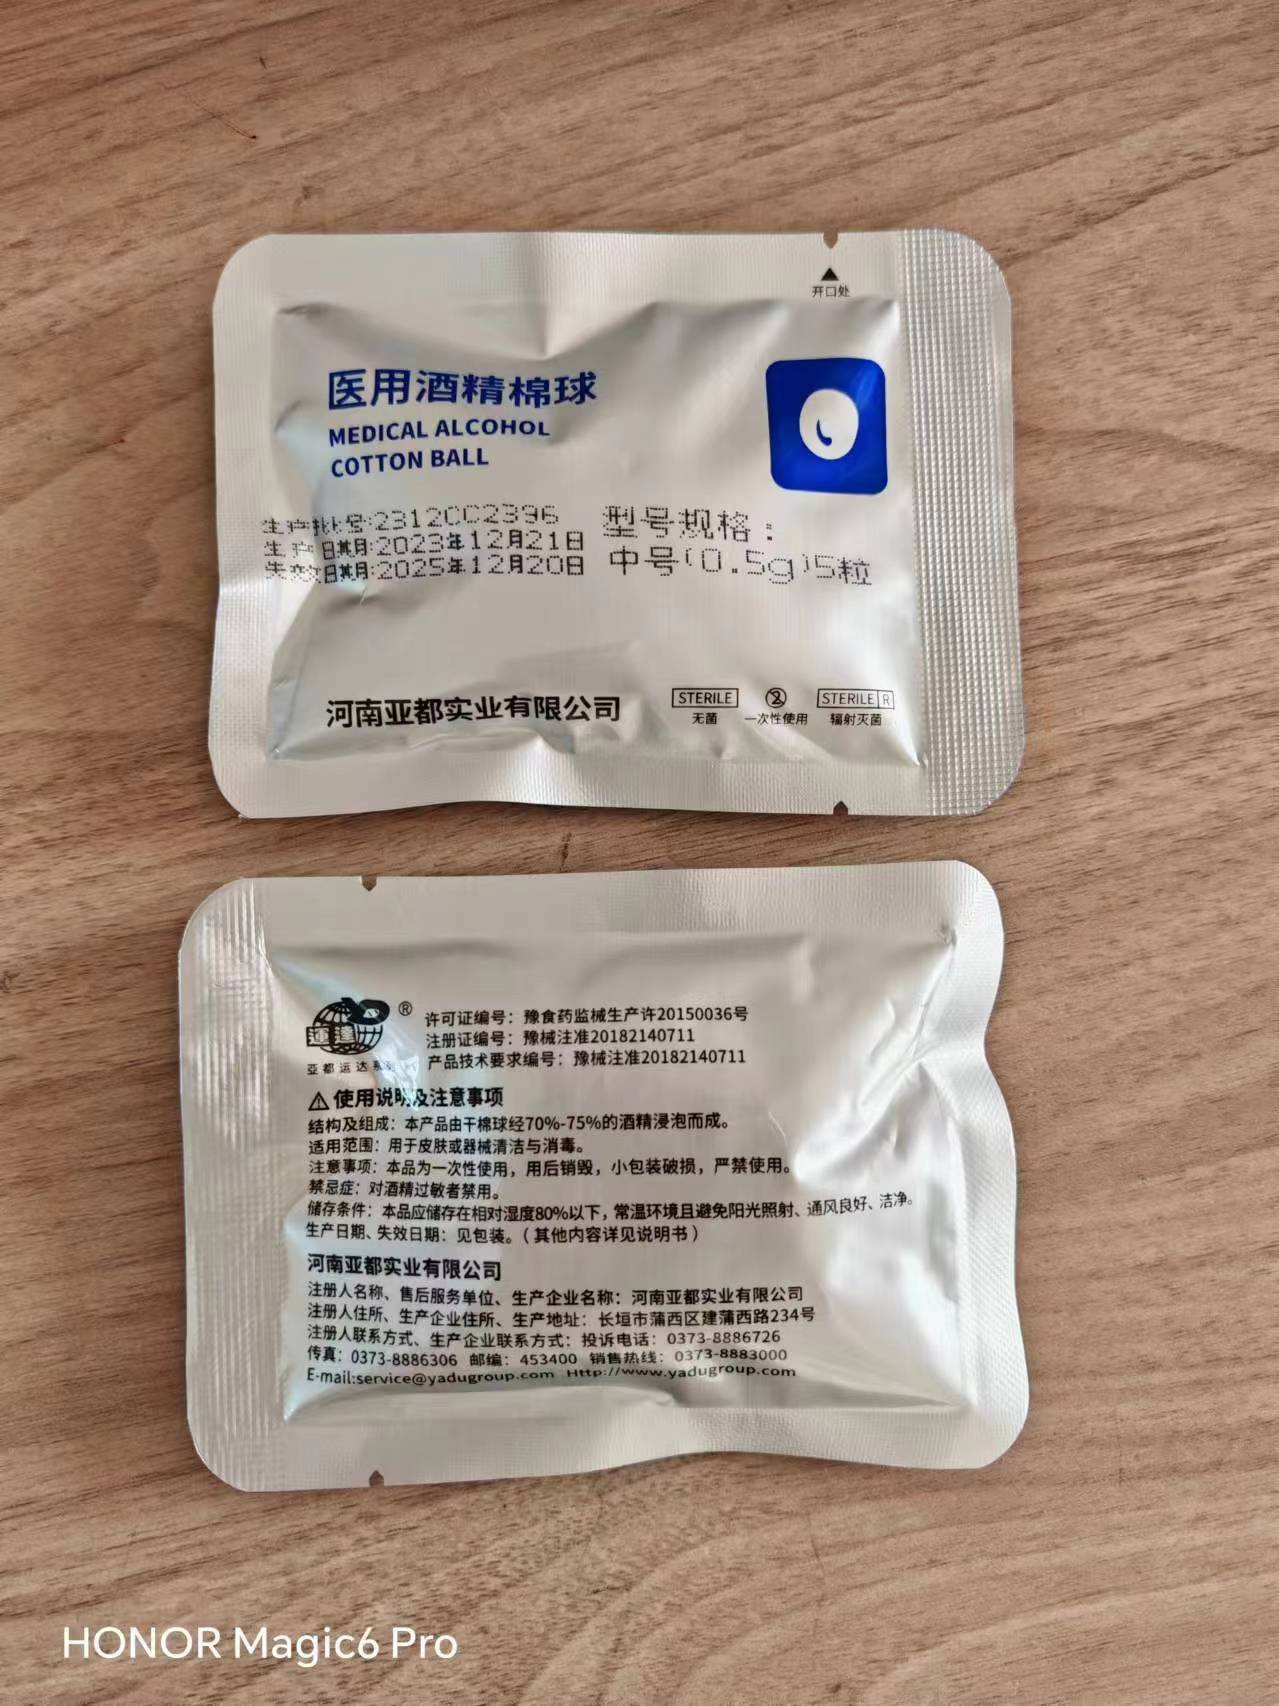 开口处
医用酒精棉球
MEDICAL ALCOHOL
COTTON BALL
生产批号:2312CC2396
生产日期:2023年12月21日
失效日期:2025年12月20日
型号规格：
中号(0.5g)5粒
河南亚都实业有限公司
STERILE
无菌
2
一次性使用
STERILE R
辐射灭菌
运达
®
亚都运达系列
许可证编号：豫食药监械生产许20150036号
注册证编号：豫械注准20182140711
产品技术要求编号：豫械注准20182140711
使用说明及注意事项
结构及组成：本产品由干棉球经70%-75%的酒精浸泡而成。
适用范围：用于皮肤或器械清洁与消毒。
注意事项：本品为一次性使用，用后销毁，小包装破损，严禁使用。
禁忌症：对酒精过敏者禁用。
储存条件：本品应储存在相对湿度80%以下，常温环境且避免阳光照射、通风良好、洁净。
生产日期、失效日期：见包装。（其他内容详见说明书）
河南亚都实业有限公司
注册人名称、售后服务单位、生产企业名称：河南亚都实业有限公司
注册人住所、生产企业住所、生产地址：长垣市蒲西区建蒲西路234号
注册人联系方式、生产企业联系方式：投诉电话：0373-8886726
传真：0373-8886306 邮编：453400 销售热线：0373-8883000
E-mail:service@yadugroup.com Http://www.yadugroup.com
HONOR Magic6 Pro